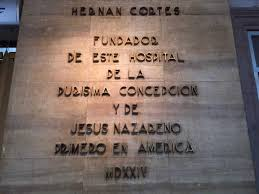 HERNAN CORTES
FUNDADOR
DE ESTE HOSPITAL
DE LA
PURISIMA CONCEPCION
Y DE
JESUS NAZARENO
PRIMERO EN AMERICA
MDXXIV